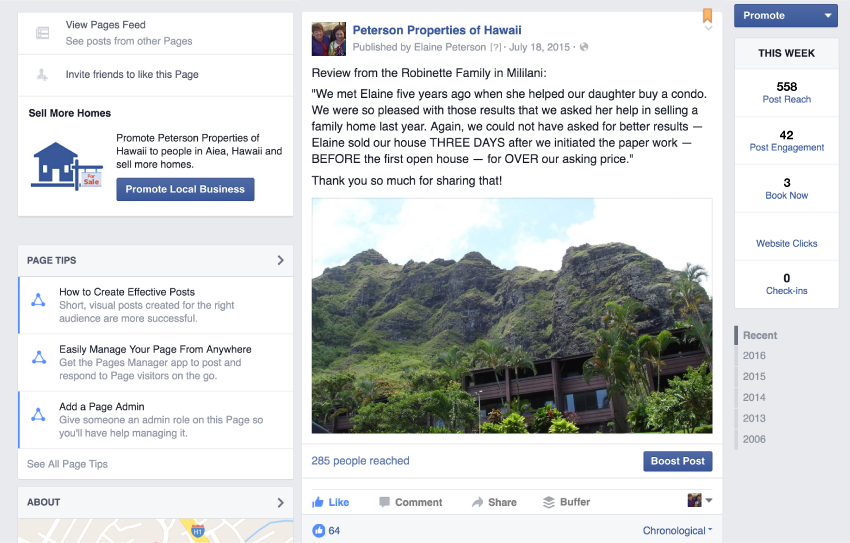 View Pages Feed
See posts from other Pages
Invite friends to like this Page
Sell More Homes
Promote Peterson Properties of
Hawaii to people in Aiea, Hawaii and
sell more homes.
For
Sale
Promote Local Business
PAGE TIPS
How to Create Effective Posts
Short, visual posts created for the right
audience are more successful.
Easily Manage Your Page From Anywhere
Get the Pages Manager app to post and
respond to Page visitors on the go.
Add a Page Admin
Give someone an admin role on this Page so
you'll have help managing it.
See All Page Tips
ABOUT
H1
Peterson Properties of Hawaii
Published by Elaine Peterson [?] · July 18, 2015 ·
Review from the Robinette Family in Mililani:
"We met Elaine five years ago when she helped our daughter buy a condo.
We were so pleased with those results that we asked her help in selling a
family home last year. Again, we could not have asked for better results —
Elaine sold our house THREE DAYS after we initiated the paper work —
BEFORE the first open house — for OVER our asking price."
Thank you so much for sharing that!
285 people reached
Boost Post
Like Comment Share Buffer
64
Chronological
Promote
THIS WEEK
558
Post Reach
42
Post Engagement
3
Book Now
Website Clicks
0
Check-ins
Recent
2016
2015
2014
2013
2006